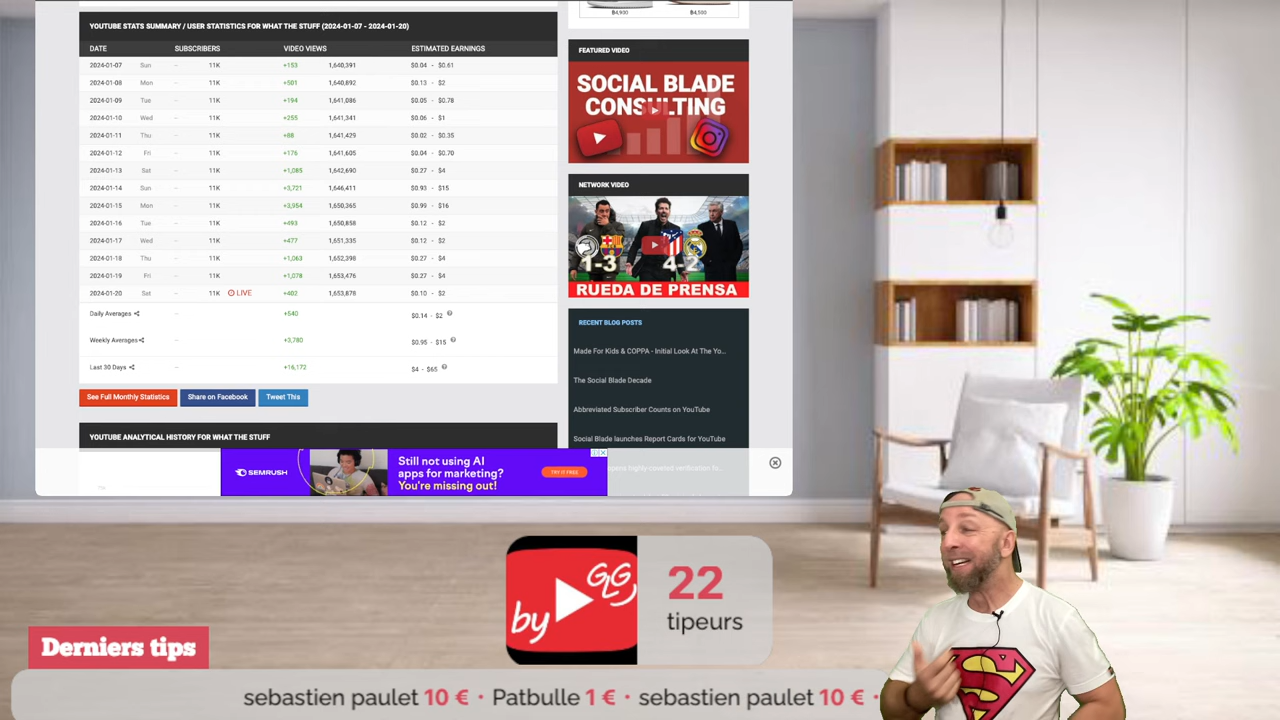 ฿4,900 ฿4,500
YOUTUBE STATS SUMMARY / USER STATISTICS FOR WHAT THE STUFF (2024-01-07 - 2024-01-20)
DATE SUBSCRIBERS VIDEO VIEWS ESTIMATED EARNINGS
2024-01-07 Sun -- 11K +153 1,640,391 $0.04 - $0.61
2024-01-08 Mon -- 11K +501 1,640,892 $0.13 - $2
2024-01-09 Tue -- 11K +194 1,641,086 $0.05 - $0.78
2024-01-10 Wed -- 11K +255 1,641,341 $0.06 - $1
2024-01-11 Thu -- 11K +88 1,641,429 $0.02 - $0.35
2024-01-12 Fri -- 11K +176 1,641,605 $0.04 - $0.70
2024-01-13 Sat -- 11K +1,085 1,642,690 $0.27 - $4
2024-01-14 Sun -- 11K +3,721 1,646,411 $0.93 - $15
2024-01-15 Mon -- 11K +3,954 1,650,365 $0.99 - $16
2024-01-16 Tue -- 11K +493 1,650,858 $0.12 - $2
2024-01-17 Wed -- 11K +477 1,651,335 $0.12 - $2
2024-01-18 Thu -- 11K +1,063 1,652,398 $0.27 - $4
2024-01-19 Fri -- 11K +1,078 1,653,476 $0.27 - $4
2024-01-20 Sat -- 11K LIVE +402 1,653,878 $0.10 - $2
Daily Averages -- +540 $0.14 - $2
Weekly Averages -- +3,780 $0.95 - $15
Last 30 Days -- +16,172 $4 - $65
See Full Monthly Statistics Share on Facebook Tweet This
YOUTUBE ANALYTICAL HISTORY FOR WHAT THE STUFF
FEATURED VIDEO
SOCIAL BLADE
CONSULTING
NETWORK VIDEO
1-3 4-2
RUEDA DE PRENSA
RECENT BLOG POSTS
Made For Kids & COPPA - Initial Look At The Yo...
The Social Blade Decade
Abbreviated Subscriber Counts on YouTube
Social Blade launches Report Cards for YouTube
opens highly coveted verification fo...
SEMRUSH
Still not using AI
apps for marketing?
You're missing out!
TRY IT FREE
by GLG
22
tipeurs
Derniers tips
sebastien paulet 10 € · Patbulle 1 € · sebastien paulet 10 € ·